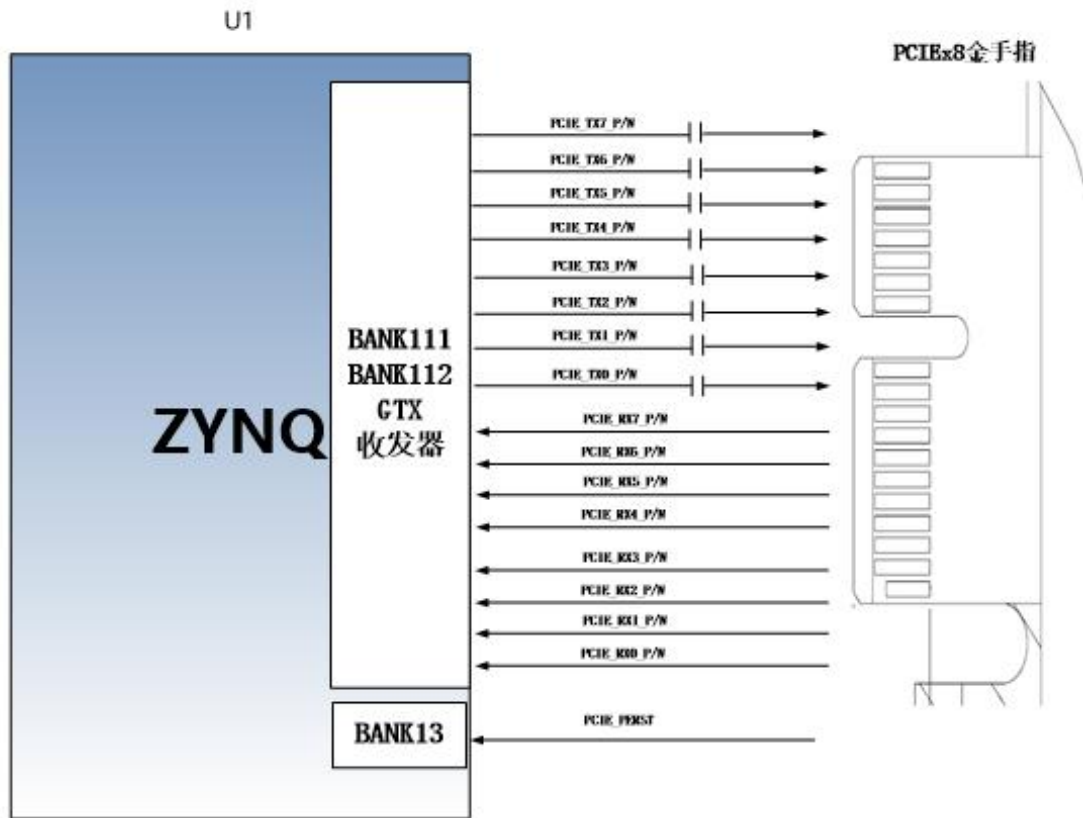 U1
PCIEx8金手指
PCIE_TX7_P/N
PCIE_TX6_P/N
PCIE_TX5_P/N
PCIE_TX4_P/N
PCIE_TX3_P/N
PCIE_TX2_P/N
PCIE_TX1_P/N
PCIE_TX0_P/N
BANK111
BANK112
GTX
收发器
ZYNQ
PCIE_RX7_P/N
PCIE_RX6_P/N
PCIE_RX5_P/N
PCIE_RX4_P/N
PCIE_RX3_P/N
PCIE_RX2_P/N
PCIE_RX1_P/N
PCIE_RX0_P/N
BANK13
PCIE_PERST